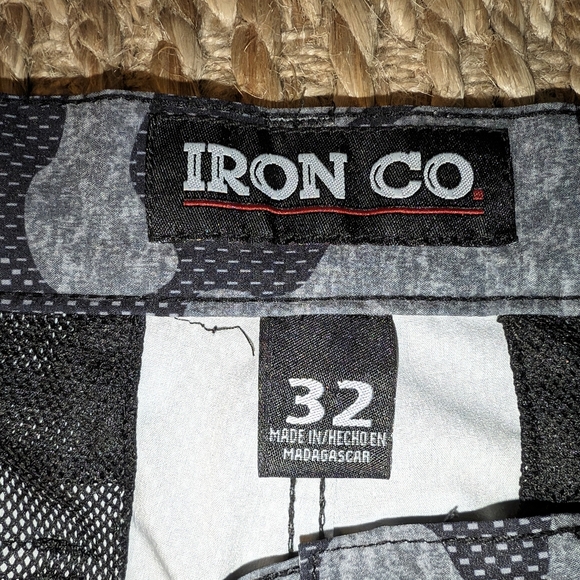 IRON CO.
32
MADE IN/HECHO EN
MADAGASCAR